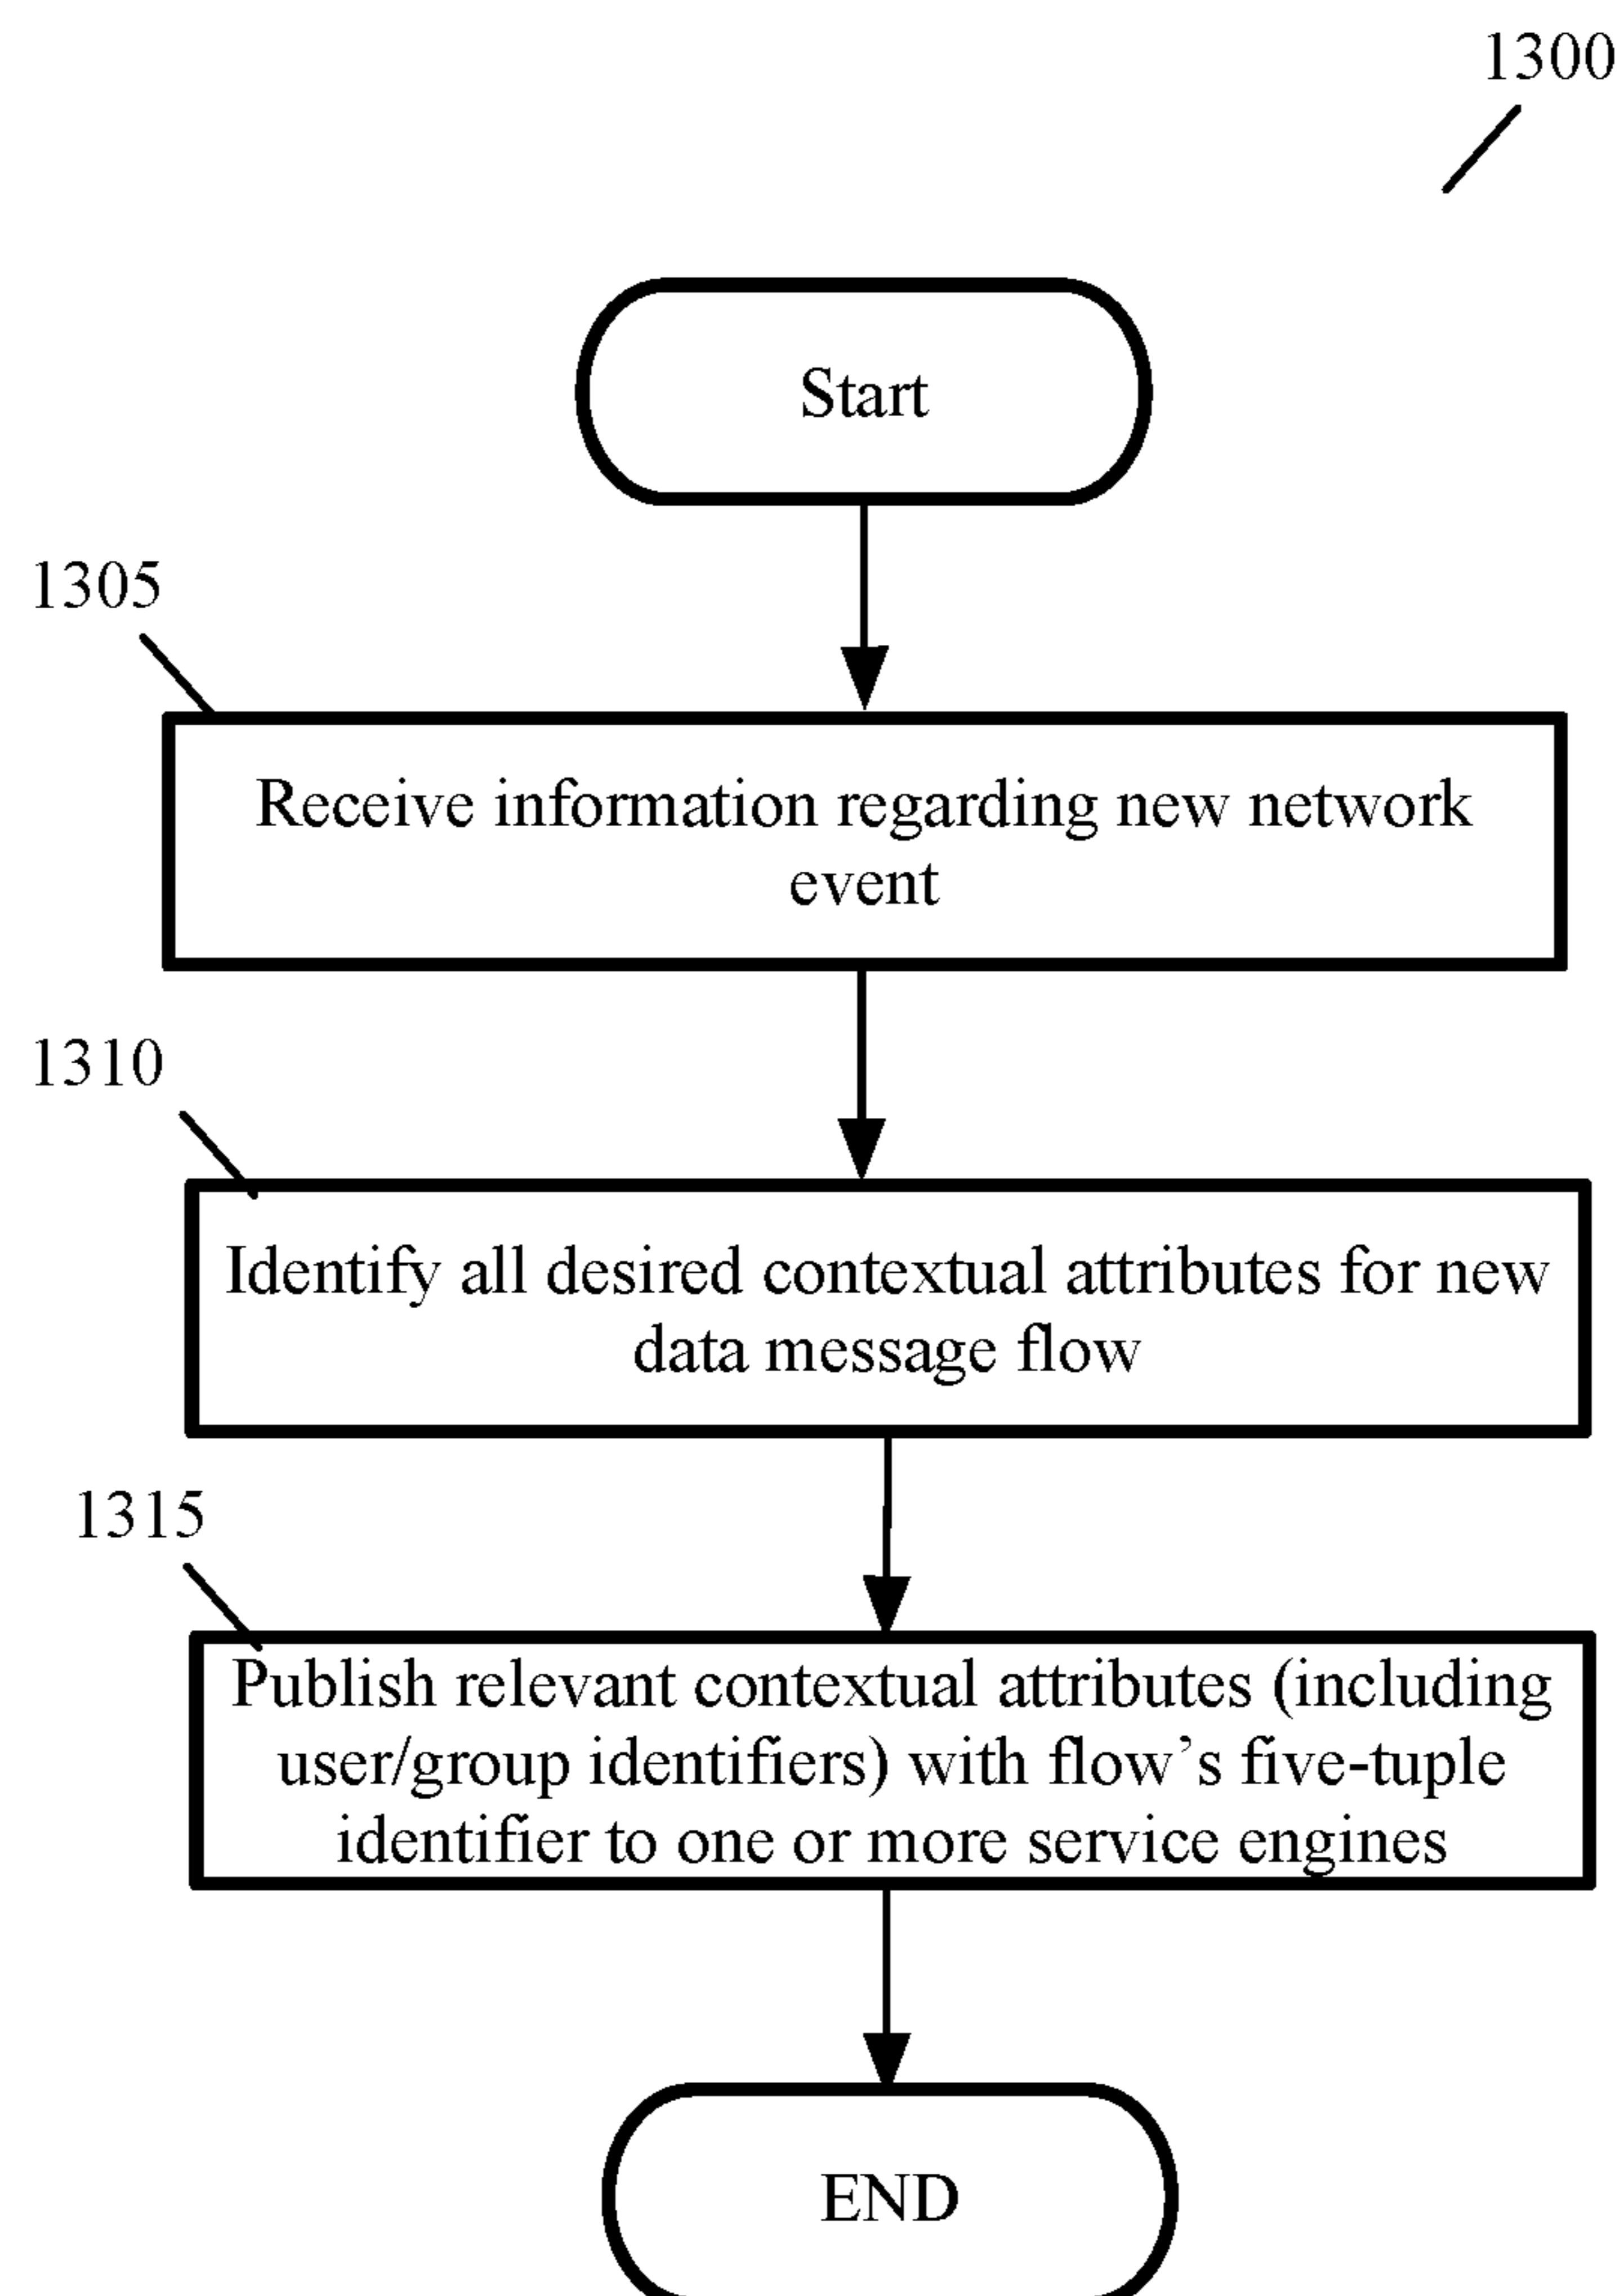 1300
Start
1305
Receive information regarding new network
event
1310
Identify all desired contextual attributes for new
data message flow
1315
Publish relevant contextual attributes (including
user/group identifiers) with flow’s five-tuple
identifier to one or more service engines
END